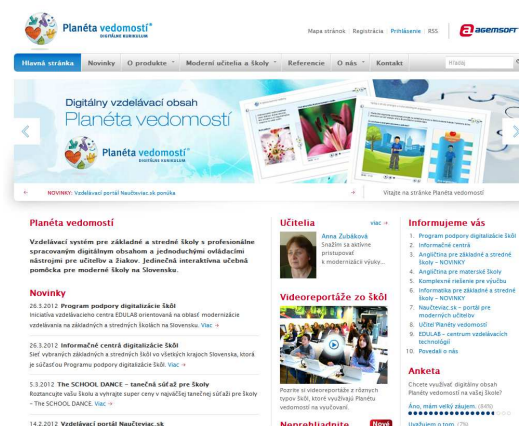 Planéta vedomostí
DIGITÁLNE KURIKULUM
Mapa stránok Registrácia Prihlásenie RSS
agemsoft
Hlavná stránka Novinky O produkte Moderní učitelia a školy Referencie O nás Kontakt
Hľadaj
Digitálny vzdelávací obsah
Planéta vedomostí
Planéta vedomostí
DIGITÁLNE KURIKULUM
NOVINKY: Vzdelávací portál Naučteviac.sk ponúka
Vitajte na stránke Planéta vedomostí
Planéta vedomostí
Vzdelávací systém pre základné a stredné školy s profesionálne
spracovaným digitálnym obsahom a jednoduchými ovládacími
nástrojmi pre učiteľov a žiakov. Jedinečná interaktívna učebná
pomôcka pre moderné školy na Slovensku.
Novinky
26.3.2012 Program podpory digitalizácie škôl
Iniciatíva vzdelávacieho centra EDULAB orientovaná na oblasť modernizácie
vzdelávania na základných a stredných školách na Slovensku. Viac →
26.3.2012 Informačné centrá digitalizácie škôl
Sieť vybraných základných a stredných škôl vo všetkých krajoch Slovenska, ktorá
je súčasťou Programu podpory digitalizácie škôl. Viac →
5.3.2012 The SCHOOL DANCE – tanečná súťaž pre školy
Roztancujte vašu školu a vyhrajte super ceny v najväčšej tanečnej súťaži pre školy
– The SCHOOL DANCE. Viac →
14.2.2012 Vzdelávací portál Naučteviac.sk
Učitelia
viac →
Anna Zubáková
Snažím sa aktívne
pristupovať
k modernizácii výuky...
Videoreportáže zo škôl
Pozrite si videoreportáže z rôznych
typov škôl, ktoré využívajú Planétu
vedomostí na vyučovaní.
Neprehliadnite
Nové
Informujeme vás
1. Program podpory digitalizácie škôl
2. Informačné centrá
3. Angličtina pre základné a stredné
školy – NOVINKY
4. Angličtina pre materské školy
5. Komplexné riešenie pre výučbu
6. Informatika pre základné a stredné
školy – NOVINKY
7. Naučteviac.sk – portál pre
moderných učiteľov
8. Učiteľ Planéty vedomostí
9. EDULAB – centrum vzdelávacích
technológií
10. Povedali o nás
Anketa
Chcete využívať digitálny obsah
Planéty vedomostí na vašej škole?
Áno, mám veľký záujem. (84%)
Uvažujem o tom. (7%)